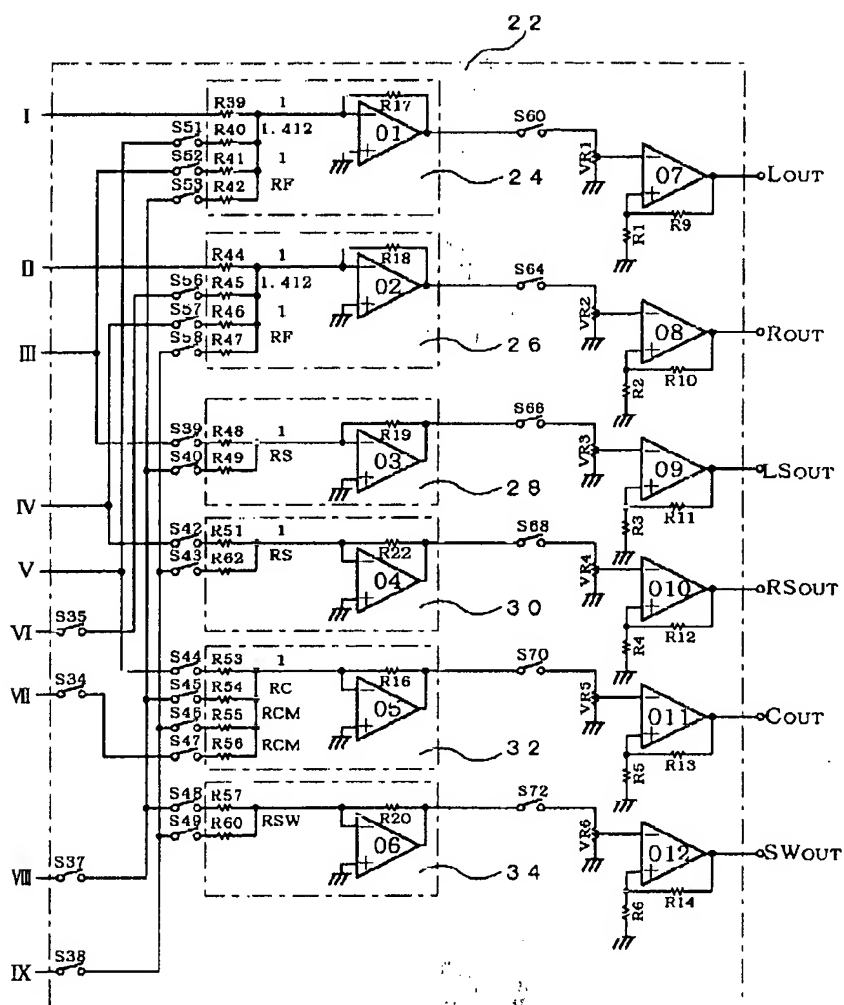 22
I
S51
S52
S53
R39
R40
R41
R42
1
1.412
1
RF
R17
01
24
S60
VR1
07
R1
R9
LOUT
II
S56
S57
S58
R44
R45
R46
R47
1
1.412
1
RF
R18
02
26
S64
VR2
08
R2
R10
ROUT
III
S39
S40
R48
R49
1
RS
R19
03
28
S66
VR3
09
R3
R11
LSOUT
IV
S42
S43
R51
R62
1
RS
R22
04
30
S68
VR4
010
R4
R12
RSOUT
V
VI
S35
VII
S34
S44
S45
S46
S47
R53
R54
R55
R56
1
RC
RCM
RCM
R16
05
32
S70
VR5
011
R5
R13
COUT
S48
S49
R57
R60
RSW
R20
06
34
S72
VR6
012
R6
R14
SWOUT
VIII
S37
IX
S38